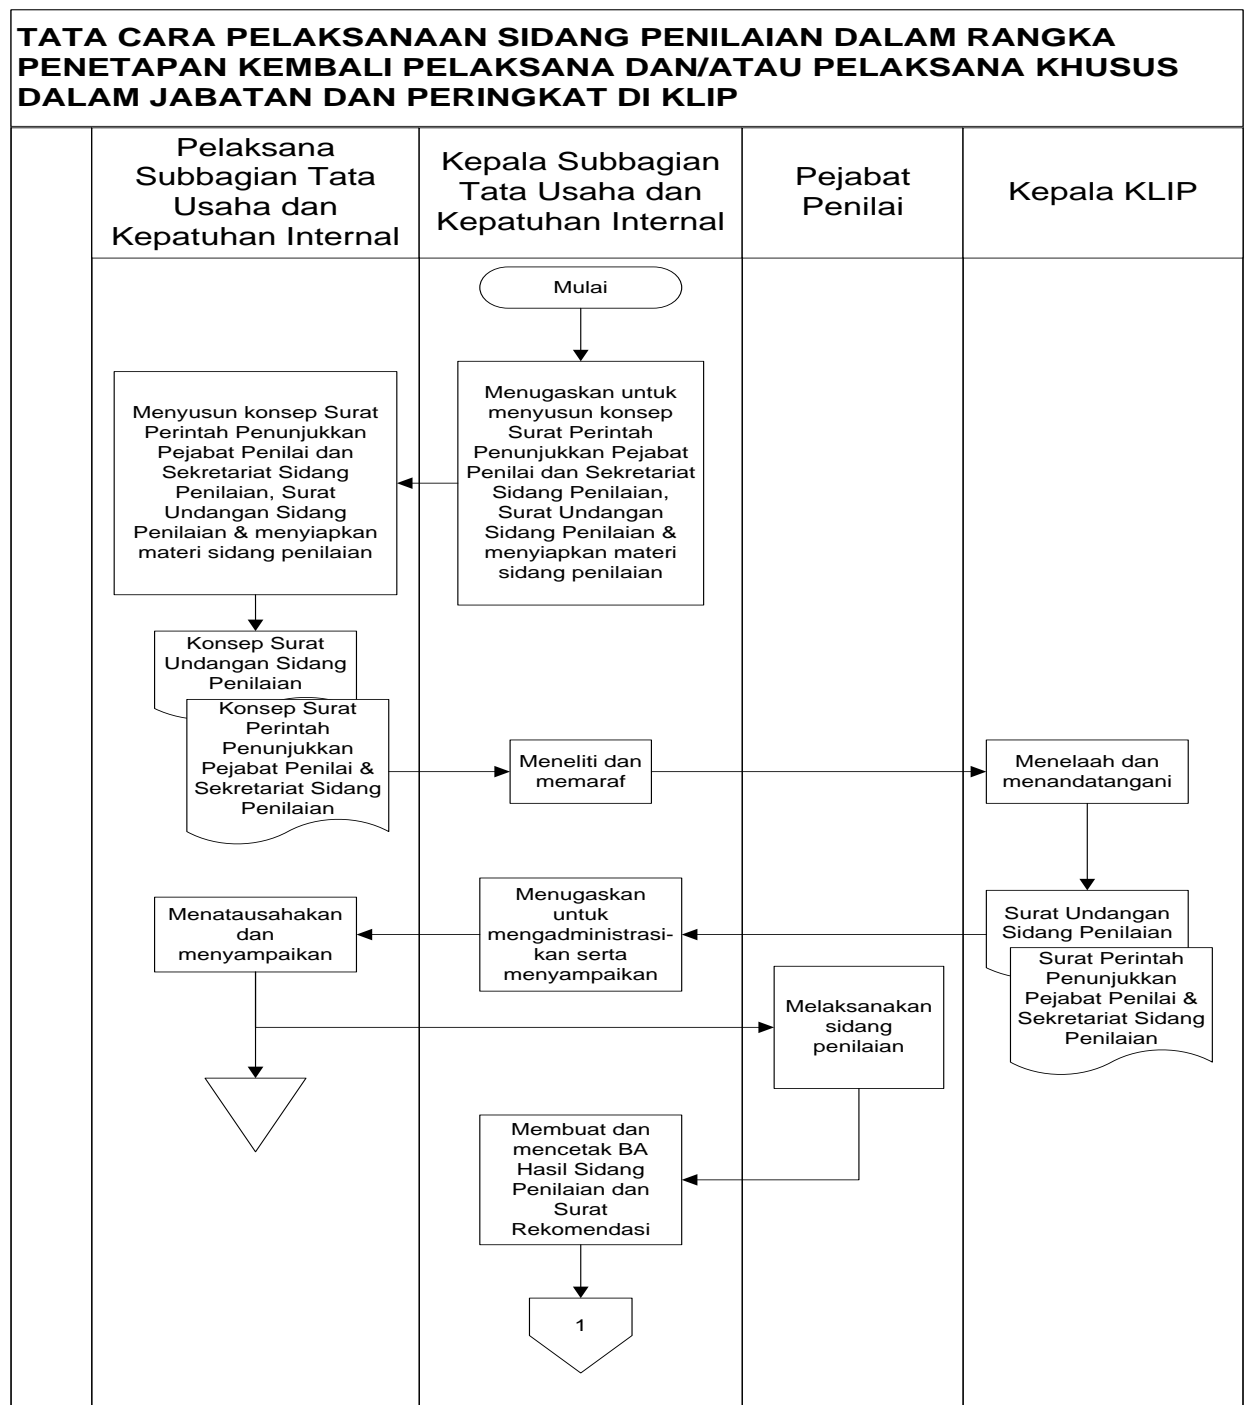 TATA CARA PELAKSANAAN SIDANG PENILAIAN DALAM RANGKA
PENETAPAN KEMBALI PELAKSANA DAN/ATAU PELAKSANA KHUSUS
DALAM JABATAN DAN PERINGKAT DI KLIP
Pelaksana
Subbagian Tata
Usaha dan
Kepatuhan Internal
Kepala Subbagian
Tata Usaha dan
Kepatuhan Internal
Pejabat
Penilai
Kepala KLIP
Mulai
Menugaskan untuk
menyusun konsep
Surat Perintah
Penunjukkan Pejabat
Penilai dan Sekretariat
Sidang Penilaian,
Surat Undangan
Sidang Penilaian &
menyiapkan materi
sidang penilaian
Menyusun konsep Surat
Perintah Penunjukkan
Pejabat Penilai dan
Sekretariat Sidang
Penilaian, Surat
Undangan Sidang
Penilaian & menyiapkan
materi sidang penilaian
Konsep Surat
Undangan Sidang
Penilaian
Konsep Surat
Perintah
Penunjukkan
Pejabat Penilai &
Sekretariat Sidang
Penilaian
Meneliti dan
memaraf
Menelaah dan
menandatangani
Surat Undangan
Sidang Penilaian
Surat Perintah
Penunjukkan
Pejabat Penilai &
Sekretariat Sidang
Penilaian
Menugaskan
untuk
mengadministrasi-
kan serta
menyampaikan
Menatausahakan
dan
menyampaikan
Melaksanakan
sidang
penilaian
Membuat dan
mencetak BA
Hasil Sidang
Penilaian dan
Surat
Rekomendasi
1